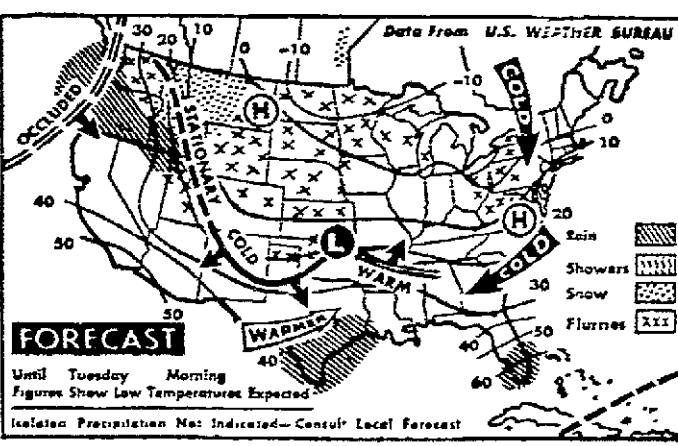 Data From U.S. WEATHER BUREAU
30 20 10 0 -10
-10
COLD
0
10
OCCLUDED
STATIONARY
H
H
20
40
50
COLD
L
WARM
COLD
Rain
Showers
Snow
Flurries
30
50
50
40
60
WARMER
40
FORECAST
Until Tuesday Morning
Figures Show Low Temperatures Expected
Isolated Precipitation Not Indicated—Consult Local Forecast